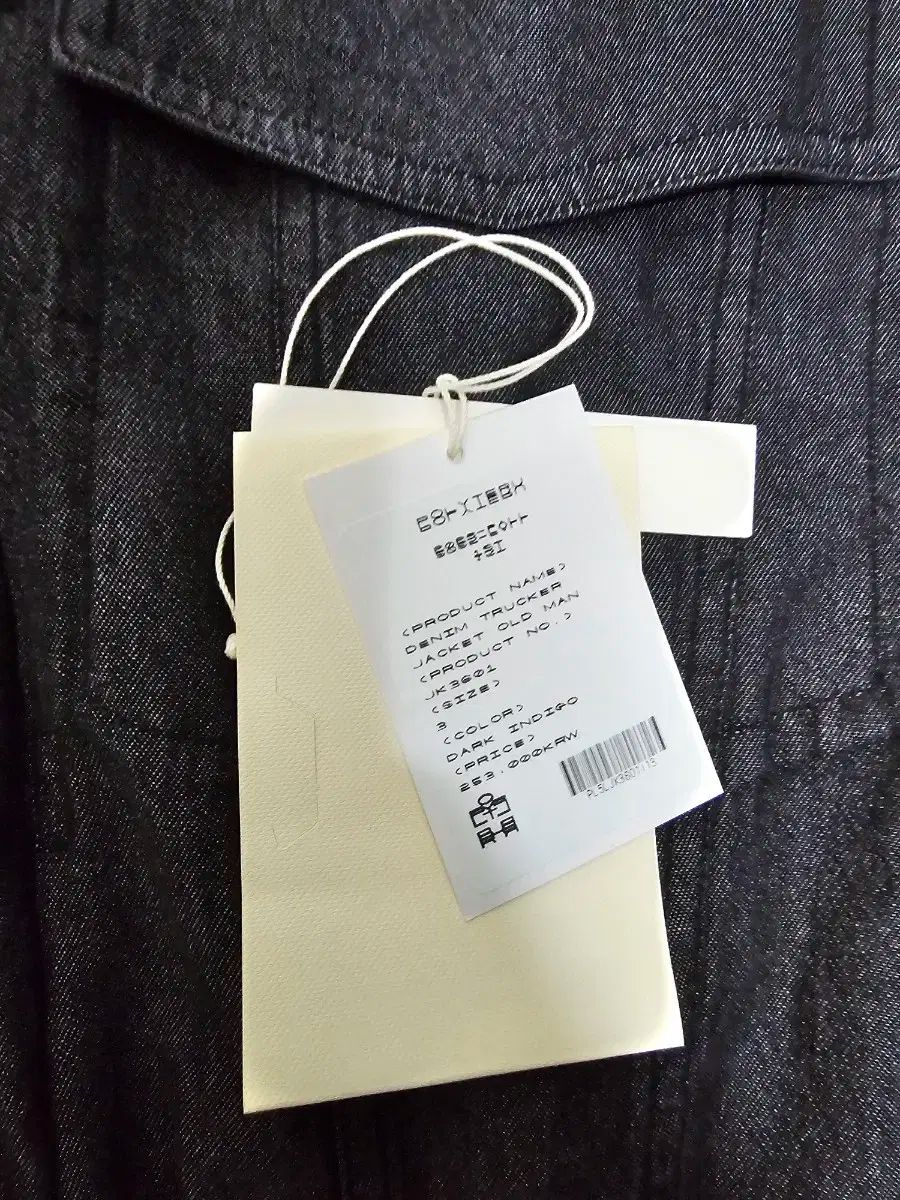 <PRODUCT NAME>
DENIM TRUCKER
JACKET OLD MAN
<PRODUCT NO.>
JK3601
<SIZE>
3
<COLOR>
DARK INDIGO
<PRICE>
253.000KRW